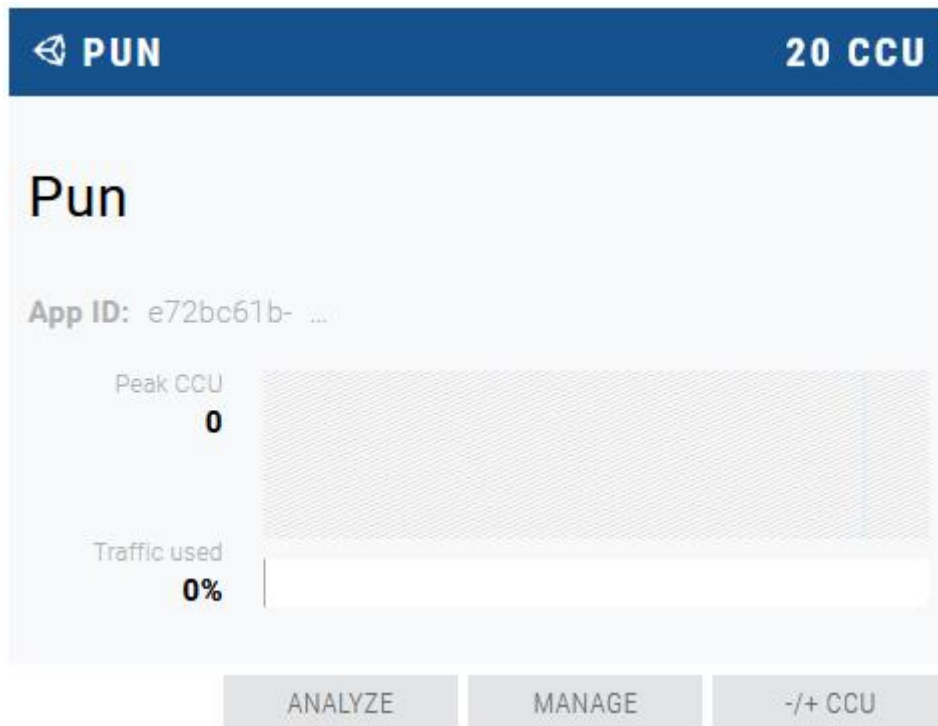 PUN 20 CCU
Pun
App ID: e72bc61b- ...
Peak CCU
0
Traffic used
0%
ANALYZE MANAGE -/+ CCU